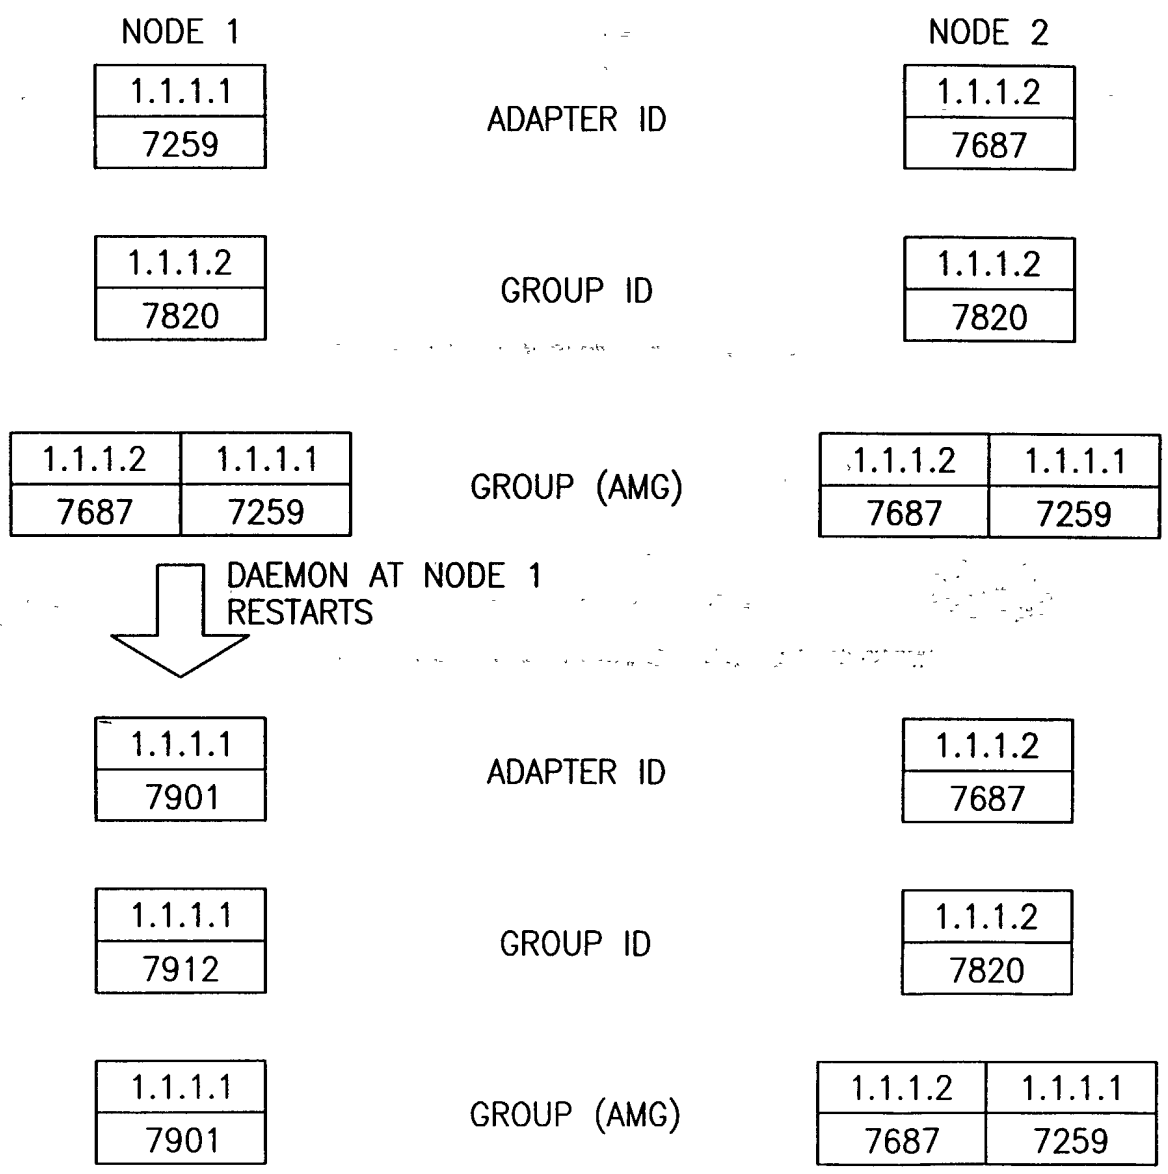 NODE 1 NODE 2
1.1.1.1 1.1.1.2
ADAPTER ID
7259 7687
1.1.1.2 1.1.1.2
GROUP ID
7820 7820
1.1.1.2 1.1.1.1 1.1.1.2 1.1.1.1
GROUP (AMG)
7687 7259 7687 7259
DAEMON AT NODE 1
RESTARTS
1.1.1.1 1.1.1.2
ADAPTER ID
7901 7687
1.1.1.1 1.1.1.2
GROUP ID
7912 7820
1.1.1.1 1.1.1.2 1.1.1.1
GROUP (AMG)
7901 7687 7259